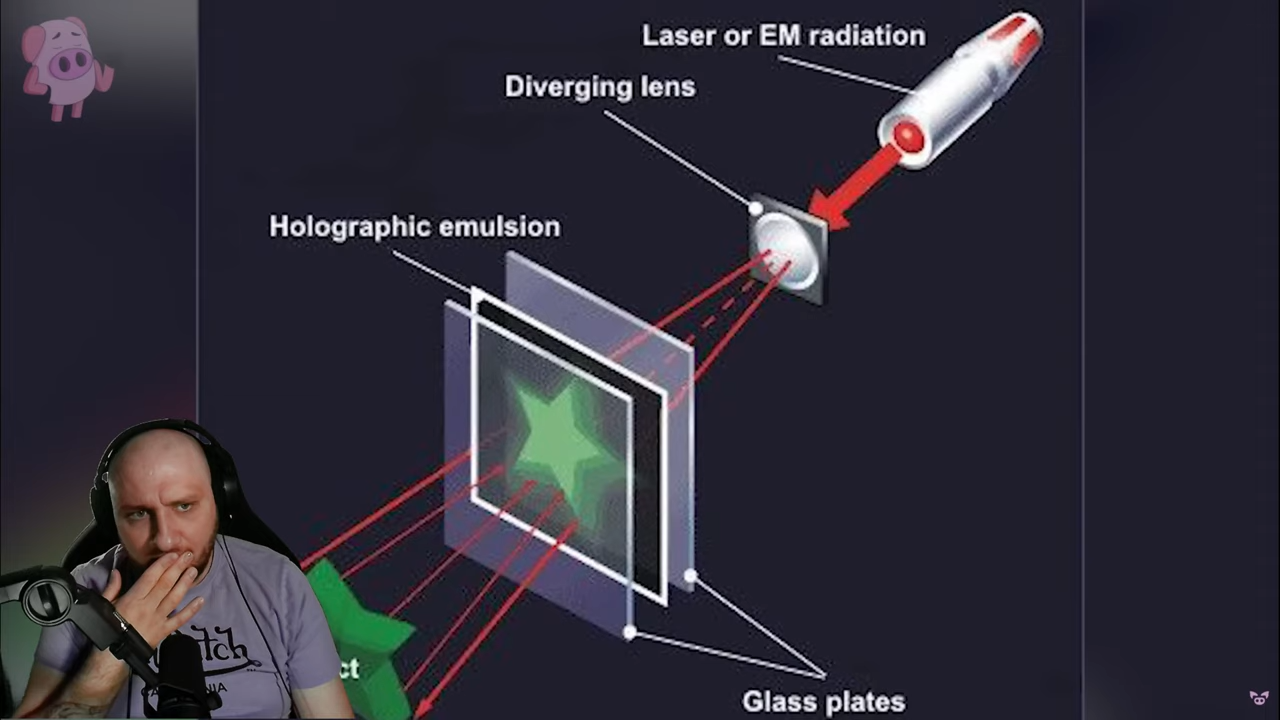 Laser or EM radiation
Diverging lens
Holographic emulsion
ct
Glass plates